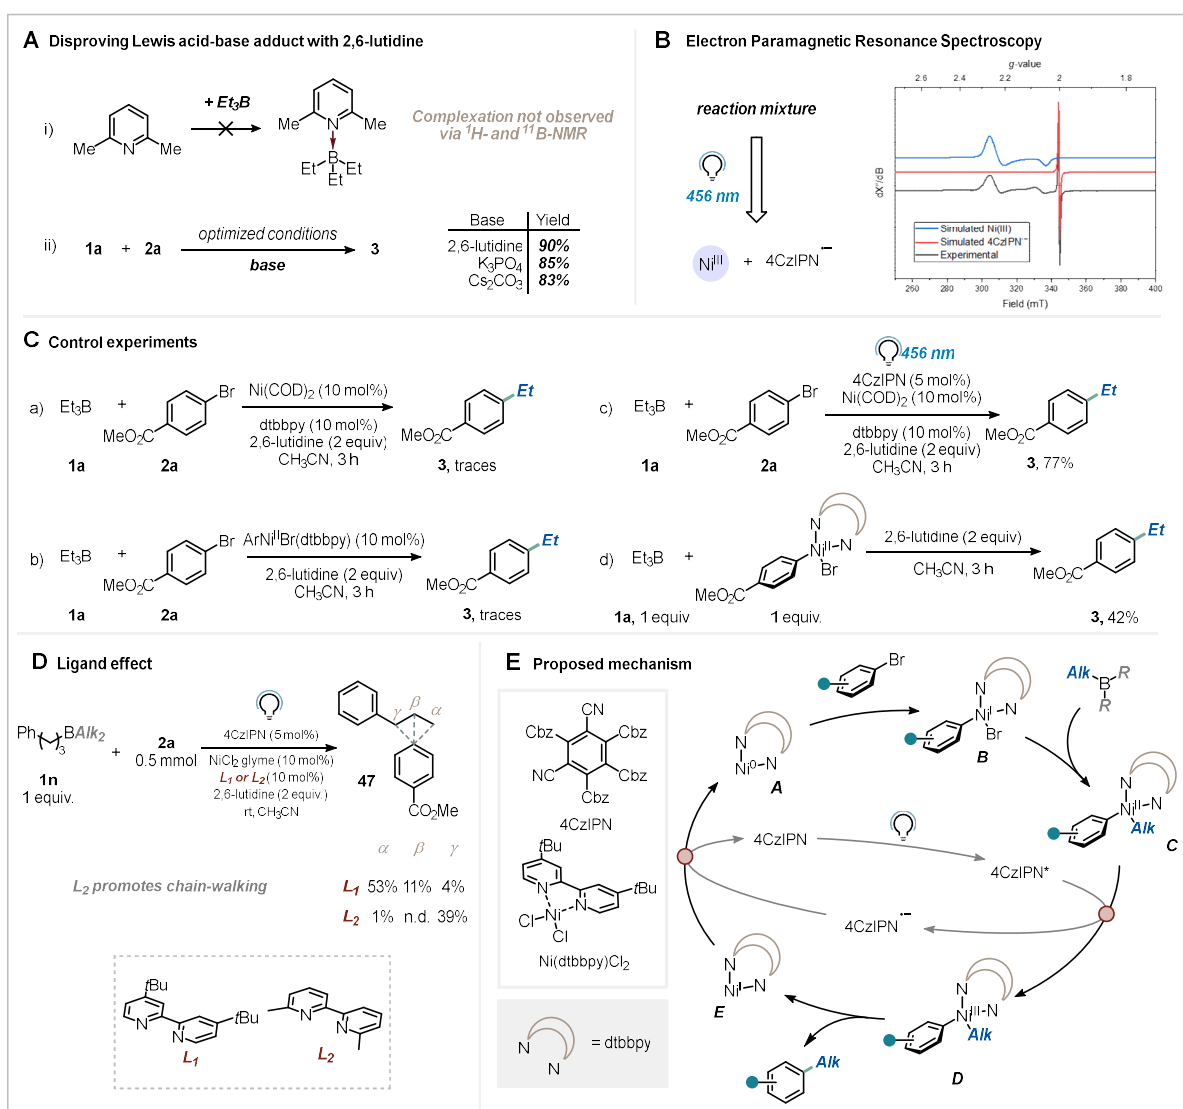 A Disproving Lewis acid-base adduct with 2,6-lutidine
i)
Me N Me
+ Et₃B
Me N Me
B
Et Et
Et
Complexation not observed
via ¹H- and ¹¹B-NMR
ii) 1a + 2a
optimized conditions
base
3
Base Yield
2,6-lutidine 90%
K₃PO₄ 85%
Cs₂CO₃ 83%
B Electron Paramagnetic Resonance Spectroscopy
reaction mixture
456 nm
Niᴵᴵᴵ + 4CzIPN•−
g-value
2.6 2.4 2.2 2 1.8
dX''/dB
Simulated Ni(III)
Simulated 4CzIPN•−
Experimental
260 280 300 320 340 360 380 400
Field (mT)
C Control experiments
a) Et₃B + Br
MeO₂C
1a 2a
Ni(COD)₂ (10 mol%)
dtbbpy (10 mol%)
2,6-lutidine (2 equiv)
CH₃CN, 3 h
Et
MeO₂C
3, traces
c) Et₃B + Br
MeO₂C
1a 2a
456 nm
4CzIPN (5 mol%)
Ni(COD)₂ (10 mol%)
dtbbpy (10 mol%)
2,6-lutidine (2 equiv)
CH₃CN, 3 h
Et
MeO₂C
3, 77%
b) Et₃B + Br
MeO₂C
1a 2a
ArNiᴵᴵBr(dtbbpy) (10 mol%)
2,6-lutidine (2 equiv)
CH₃CN, 3 h
Et
MeO₂C
3, traces
d) Et₃B +
N
Niᴵᴵ N
Br
MeO₂C
1a, 1 equiv 1 equiv.
2,6-lutidine (2 equiv)
CH₃CN, 3 h
Et
MeO₂C
3, 42%
D Ligand effect
Ph BAlk₂
3
1n
1 equiv.
+
2a
0.5 mmol
4CzIPN (5 mol%)
NiCl₂ glyme (10 mol%)
L₁ or L₂ (10 mol%)
2,6-lutidine (2 equiv.)
rt, CH₃CN
γ β α
47
CO₂Me
α β γ
L₁ 53% 11% 4%
L₂ 1% n.d. 39%
L₂ promotes chain-walking
tBu
tBu
N
N
L₁
N
N
L₂
E Proposed mechanism
CN
Cbz Cbz
NC Cbz
Cbz
4CzIPN
tBu
tBu
N N
Cl Ni
Cl
Ni(dtbbpy)Cl₂
N
N
= dtbbpy
Br
N
Ni⁰ N
A
N
Niᴵ N
Br
B
Alk B R
R
N
Niᴵᴵ N
Alk
C
4CzIPN
4CzIPN*
4CzIPN•−
N
Niᴵ N
E
N
Niᴵᴵᴵ N
Alk
D
Alk